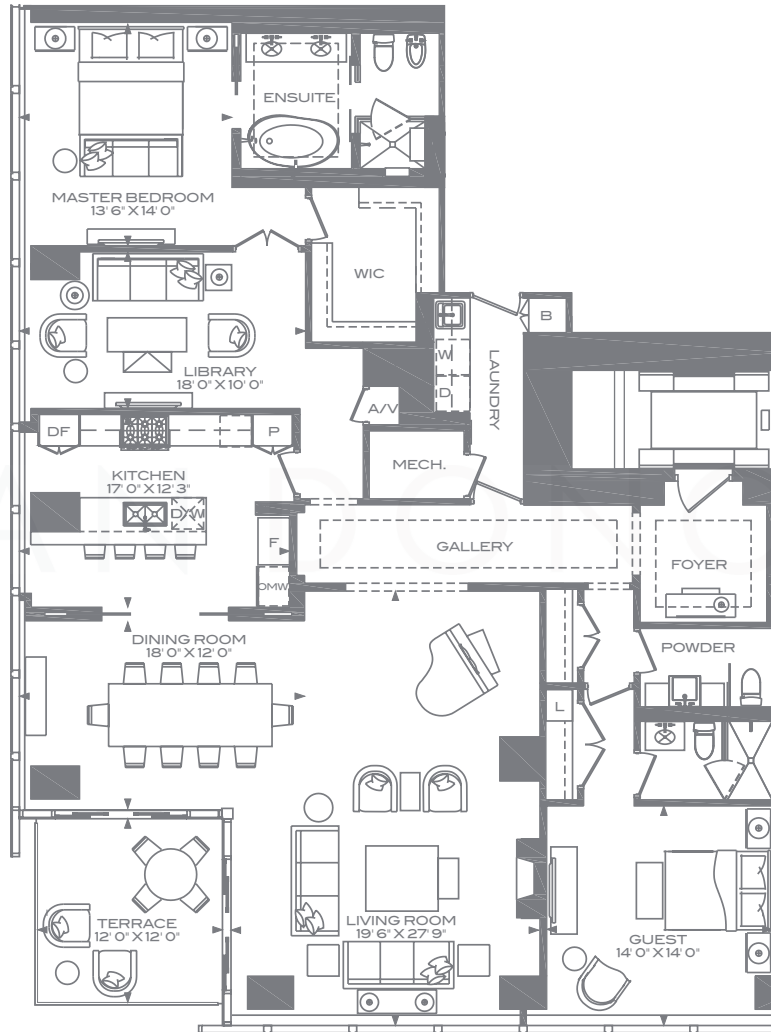 ENSUITE
MASTER BEDROOM
13' 6" X 14' 0"
WIC
B
LIBRARY
18' 0" X 10' 0"
W
D
LAUNDRY
A/V
DF
P
MECH.
KITCHEN
17' 0" X 12' 3"
D/W
F
OMW
GALLERY
FOYER
DINING ROOM
18' 0" X 12' 0"
POWDER
L
TERRACE
12' 0" X 12' 0"
LIVING ROOM
19' 6" X 27' 9"
GUEST
14' 0" X 14' 0"